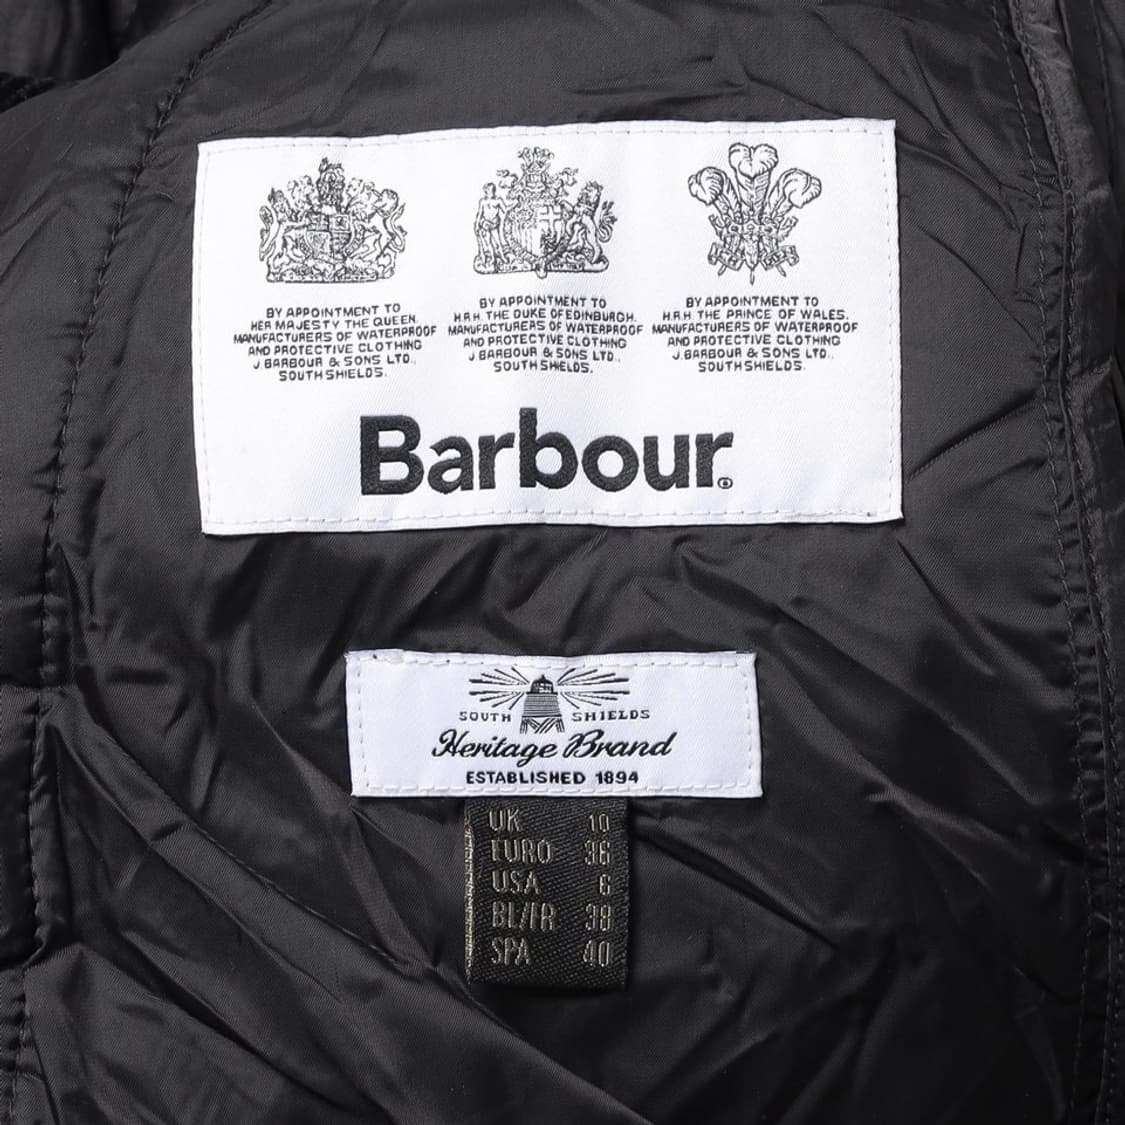 BY APPOINTMENT TO
HER MAJESTY THE QUEEN.
MANUFACTURERS OF WATERPROOF
AND PROTECTIVE CLOTHING
J. BARBOUR & SONS LTD.,
SOUTH SHIELDS.
BY APPOINTMENT TO
H.R.H. THE DUKE OF EDINBURGH.
MANUFACTURERS OF WATERPROOF
AND PROTECTIVE CLOTHING
J. BARBOUR & SONS LTD.,
SOUTH SHIELDS.
BY APPOINTMENT TO
H.R.H. THE PRINCE OF WALES.
MANUFACTURERS OF WATERPROOF
AND PROTECTIVE CLOTHING
J. BARBOUR & SONS LTD.,
SOUTH SHIELDS.
Barbour®
SOUTH SHIELDS
Heritage Brand
ESTABLISHED 1894
UK 10
EURO 36
USA 6
BL/FR 38
SPA 40